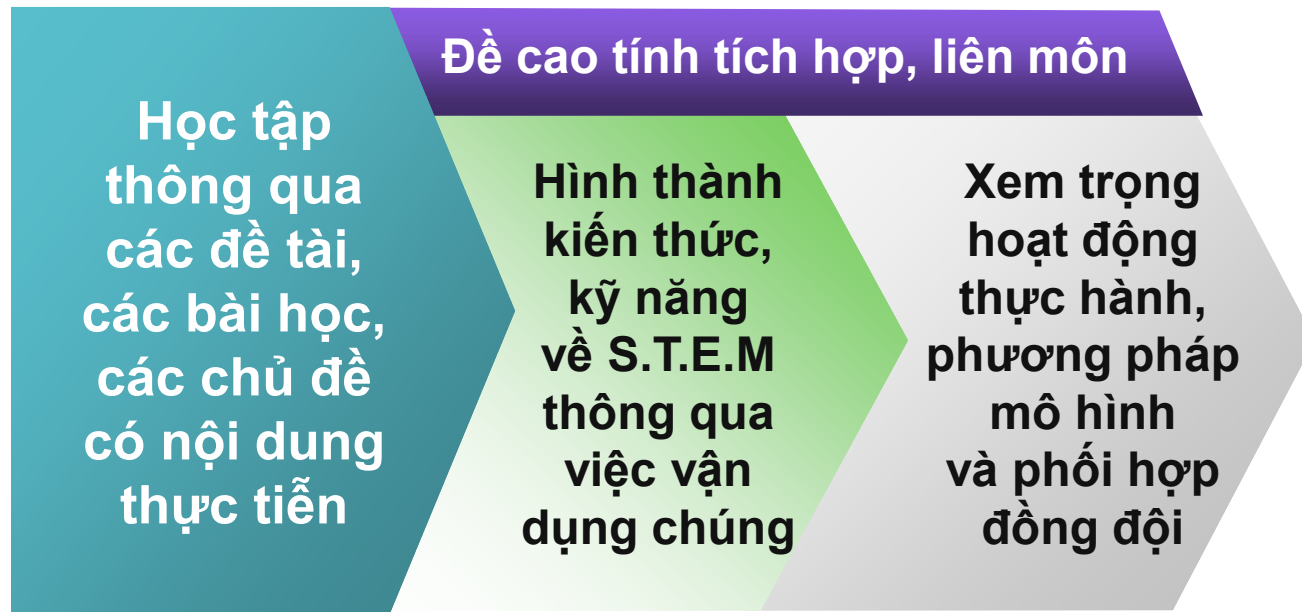 Đề cao tính tích hợp, liên môn
Học tập
thông qua
các đề tài,
các bài học,
các chủ đề
có nội dung
thực tiễn
Hình thành
kiến thức,
kỹ năng
về S.T.E.M
thông qua
việc vận
dụng chúng
Xem trọng
hoạt động
thực hành,
phương pháp
mô hình
và phối hợp
đồng đội